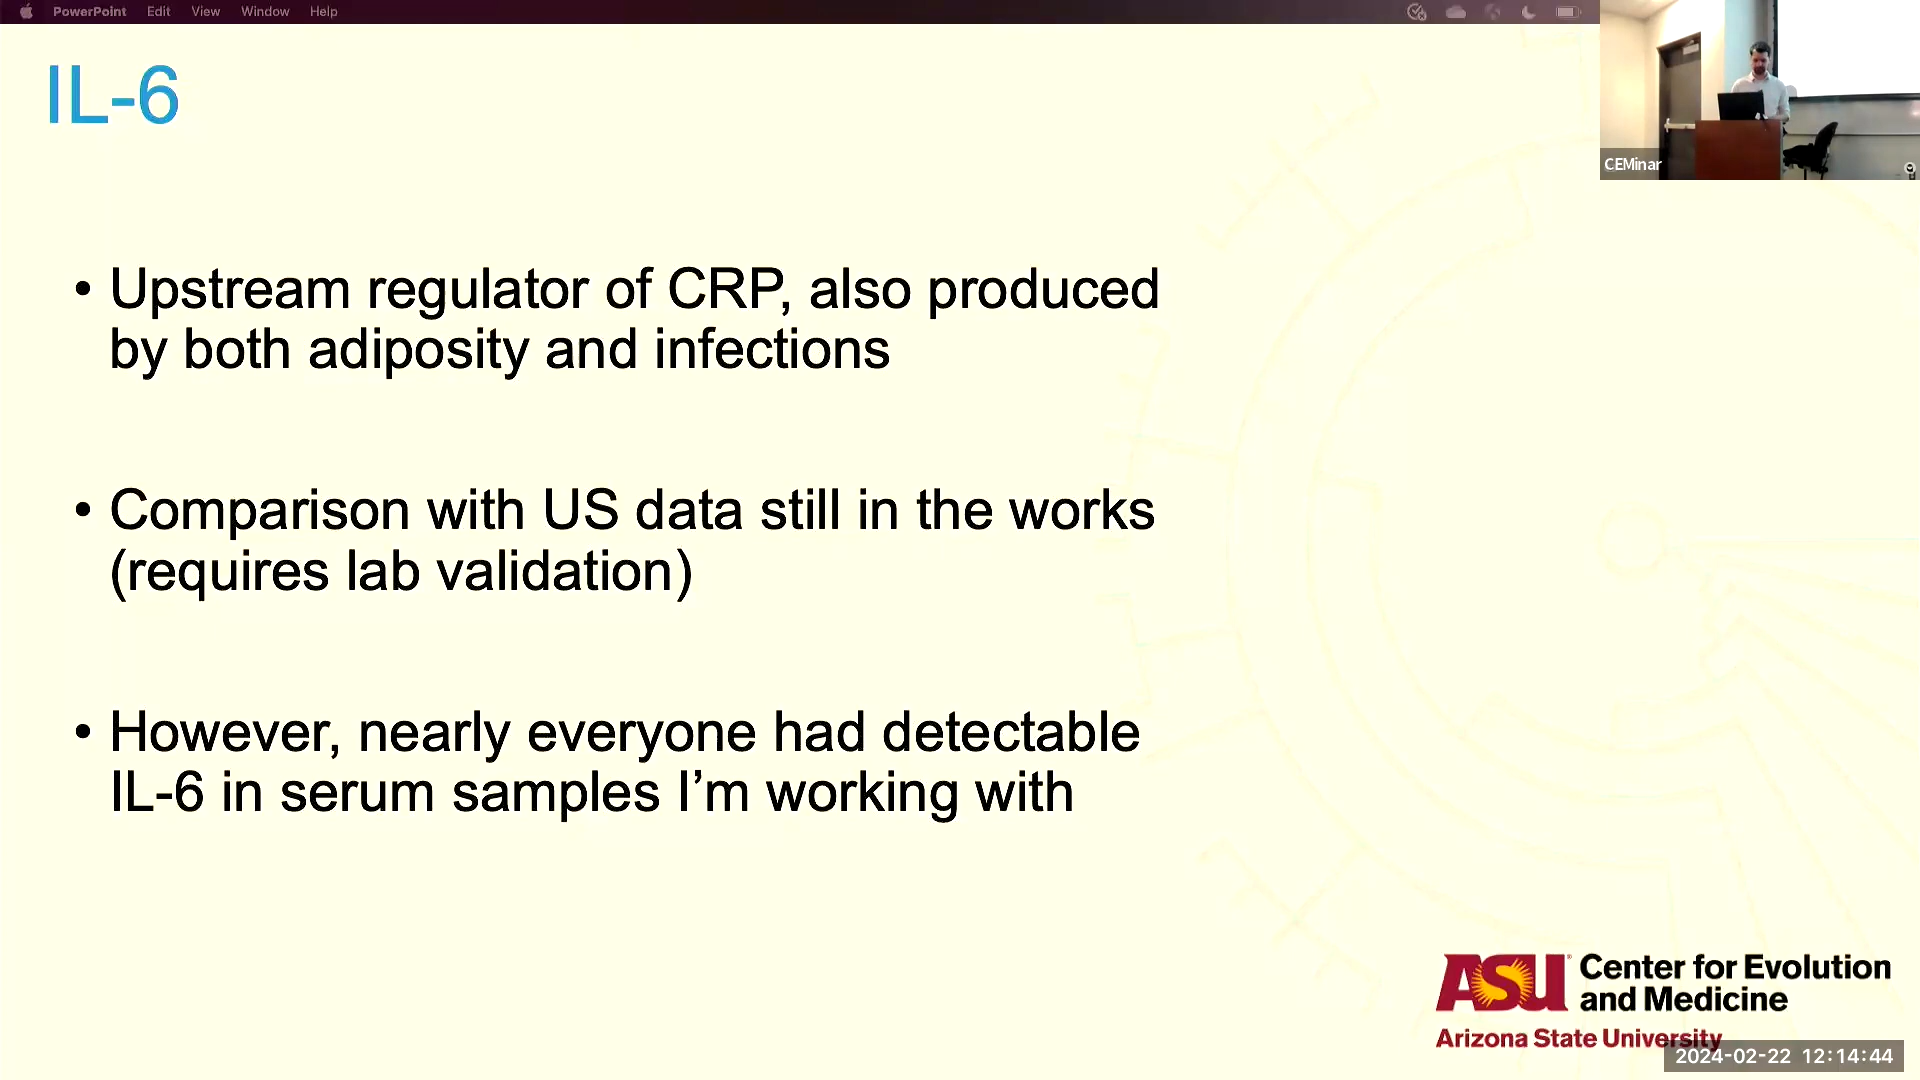 PowerPoint Edit View Window Help
IL-6
CEMinar
• Upstream regulator of CRP, also produced
by both adiposity and infections
• Comparison with US data still in the works
(requires lab validation)
• However, nearly everyone had detectable
IL-6 in serum samples I’m working with
ASU Center for Evolution
and Medicine
Arizona State University
2024-02-22 12:14:44